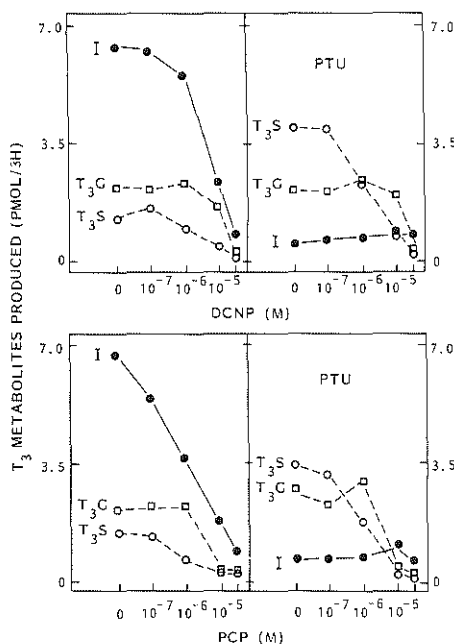 T₃ METABOLITES PRODUCED (PMOL/3H)
7.0
3.5
0
I
T₃G
T₃S
0 10⁻⁷ 10⁻⁶ 10⁻⁵
DCNP (M)
PTU
T₃S
T₃G
I
7.0
3.5
0
0 10⁻⁷ 10⁻⁶ 10⁻⁵
7.0
3.5
0
I
T₃G
T₃S
0 10⁻⁷ 10⁻⁶ 10⁻⁵
PCP (M)
PTU
T₃S
T₃G
I
7.0
3.5
0
0 10⁻⁷ 10⁻⁶ 10⁻⁵